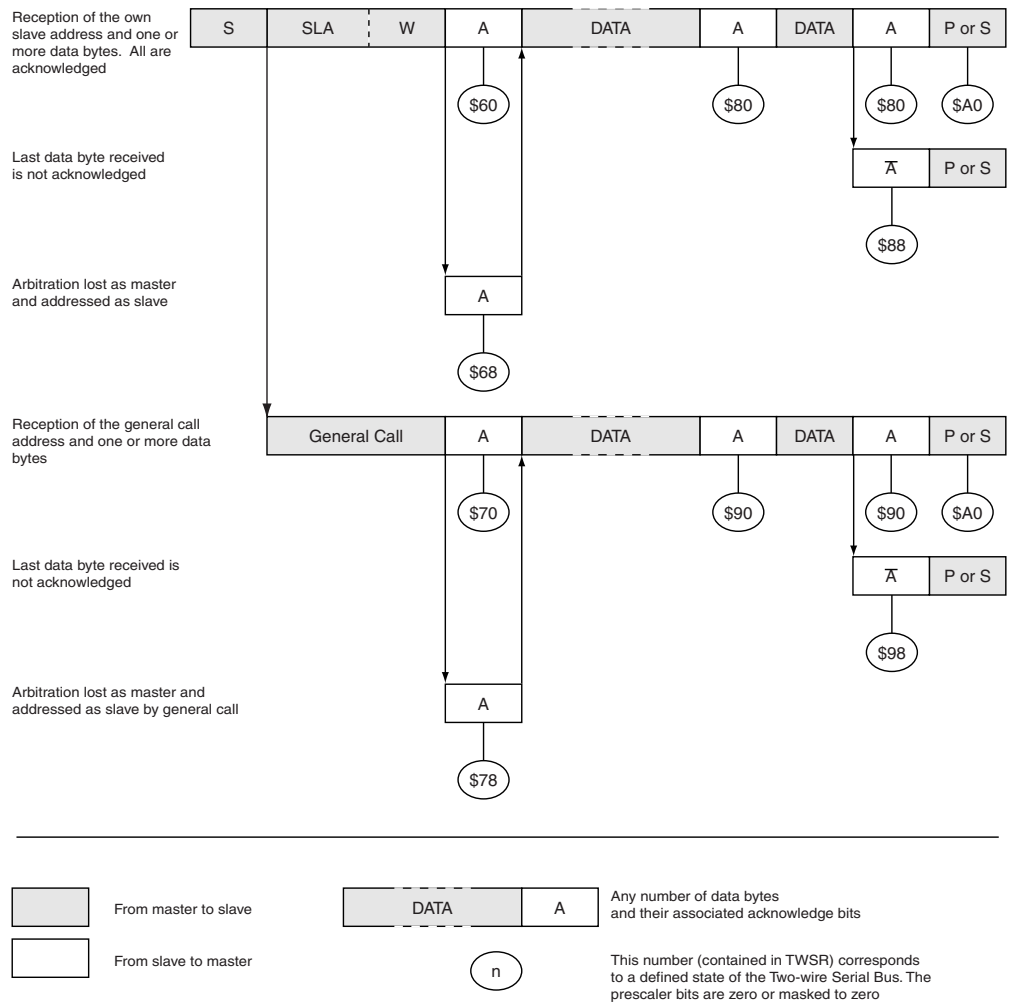 Reception of the own
slave address and one or
more data bytes. All are
acknowledged
S SLA W A DATA A DATA A P or S
$60 $80 $80 $A0
Last data byte received
is not acknowledged
A̅ P or S
$88
Arbitration lost as master
and addressed as slave
A
$68
Reception of the general call
address and one or more data
bytes
General Call A DATA A DATA A P or S
$70 $90 $90 $A0
Last data byte received is
not acknowledged
A̅ P or S
$98
Arbitration lost as master and
addressed as slave by general call
A
$78
From master to slave
DATA A
Any number of data bytes
and their associated acknowledge bits
From slave to master
n
This number (contained in TWSR) corresponds
to a defined state of the Two-wire Serial Bus. The
prescaler bits are zero or masked to zero